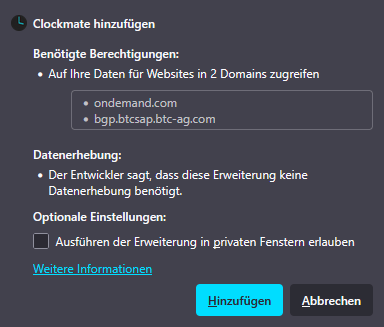 Clockmate hinzufügen
Benötigte Berechtigungen:
• Auf Ihre Daten für Websites in 2 Domains zugreifen
• ondemand.com
• bgp.btcsap.btc-ag.com
Datenerhebung:
• Der Entwickler sagt, dass diese Erweiterung keine
Datenerhebung benötigt.
Optionale Einstellungen:
Ausführen der Erweiterung in privaten Fenstern erlauben
Weitere Informationen
Hinzufügen
Abbrechen